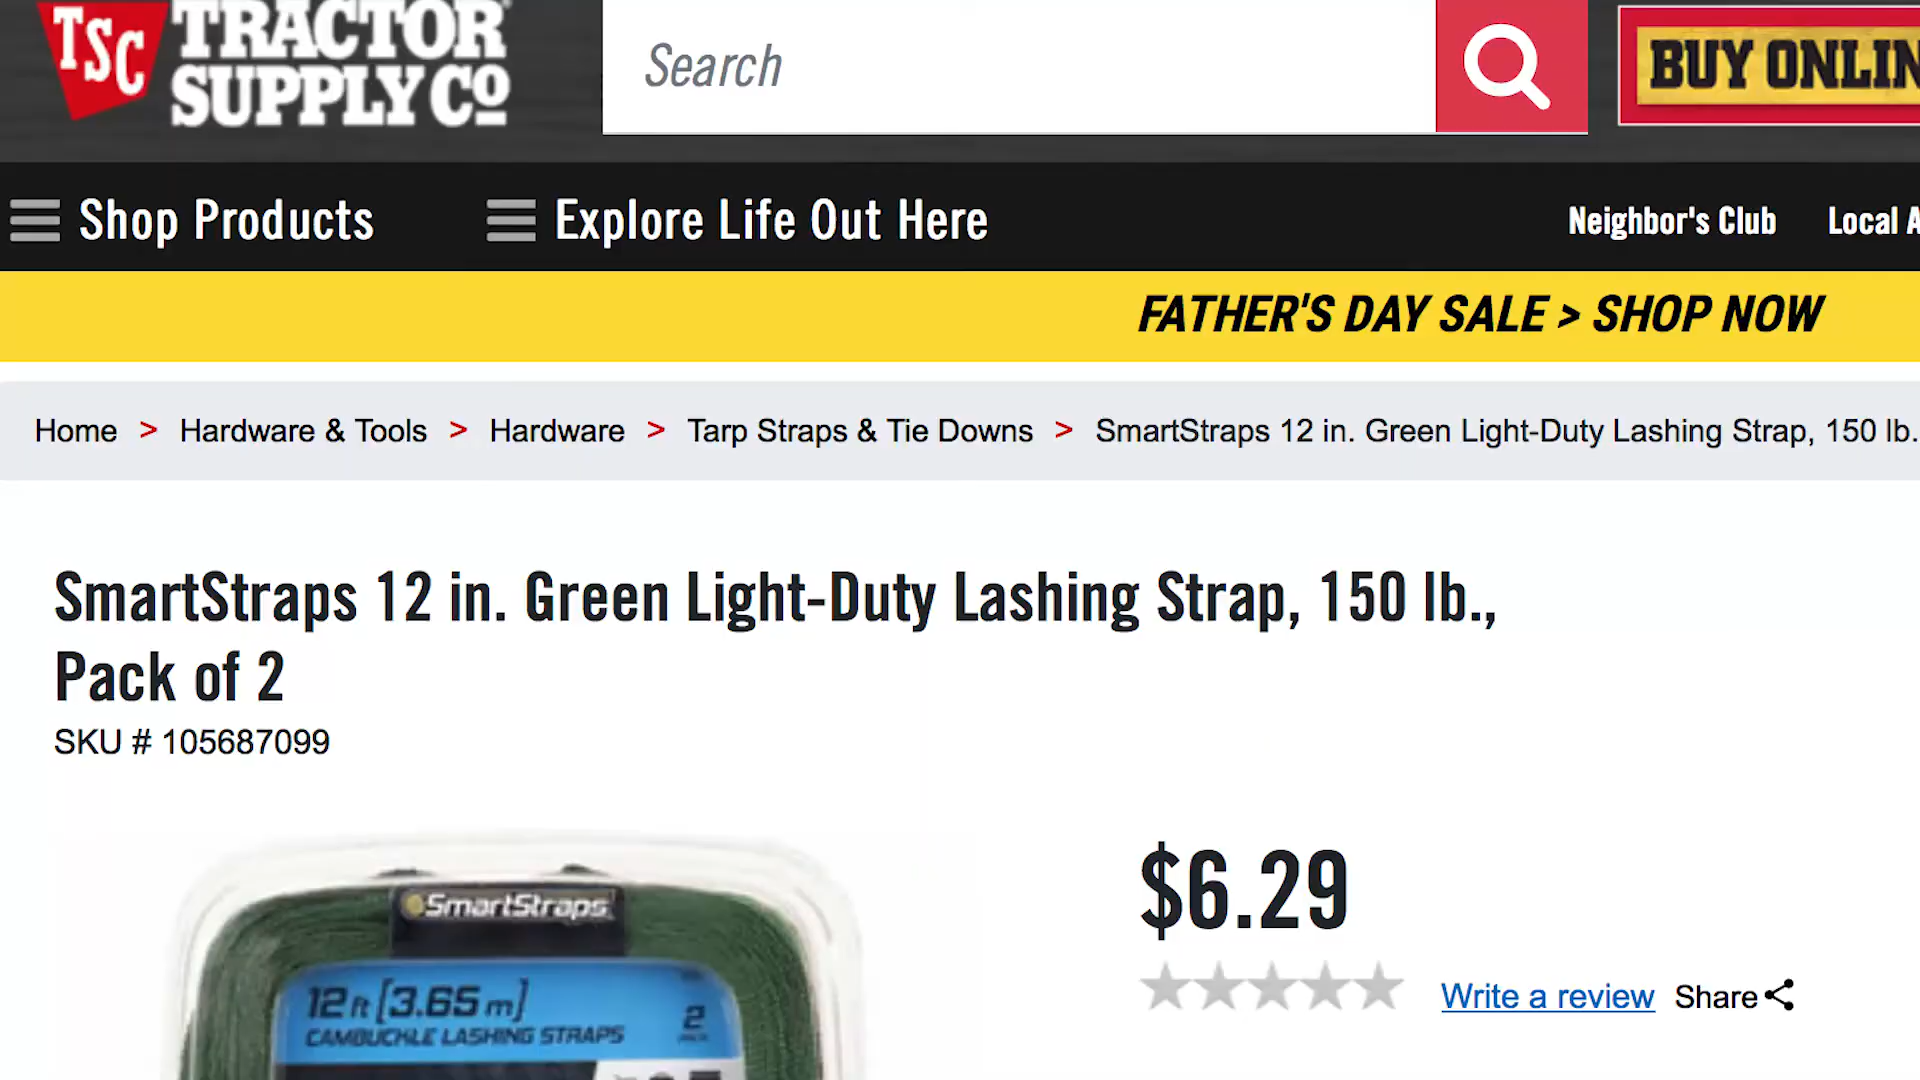 TSC TRACTOR
SUPPLY CO
Search
BUY ONLIN
Shop Products
Explore Life Out Here
Neighbor's Club
Local A
FATHER'S DAY SALE > SHOP NOW
Home > Hardware & Tools > Hardware > Tarp Straps & Tie Downs > SmartStraps 12 in. Green Light-Duty Lashing Strap, 150 lb.
SmartStraps 12 in. Green Light-Duty Lashing Strap, 150 lb.,
Pack of 2
SKU # 105687099
$6.29
Write a review Share
SmartStraps
12 ft [3.65 m]
CAMBUCKLE LASHING STRAPS
2